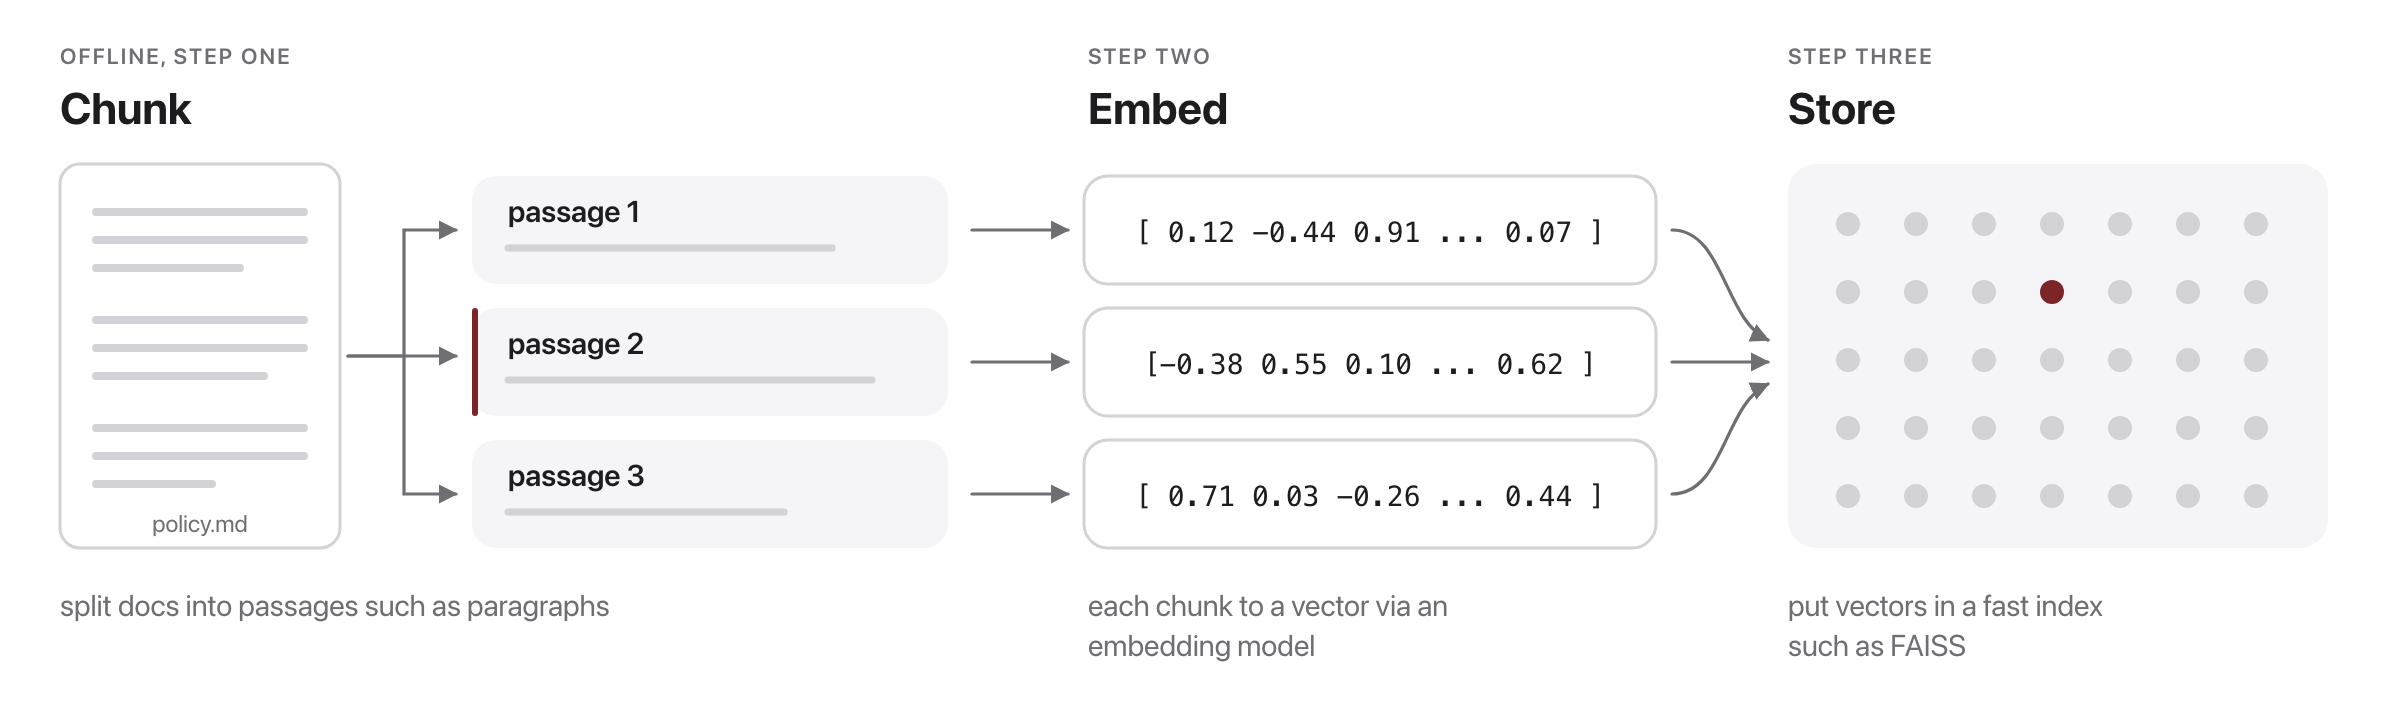 OFFLINE, STEP ONE
Chunk
policy.md
passage 1
passage 2
passage 3
split docs into passages such as paragraphs
STEP TWO
Embed
[ 0.12 −0.44 0.91 ... 0.07 ]
[−0.38 0.55 0.10 ... 0.62 ]
[ 0.71 0.03 −0.26 ... 0.44 ]
each chunk to a vector via an
embedding model
STEP THREE
Store
put vectors in a fast index
such as FAISS